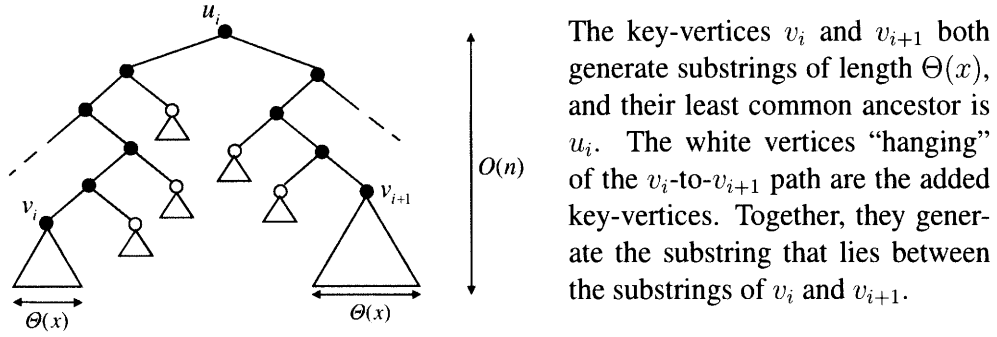 u_i
v_i
v_{i+1}
O(n)
Θ(x)
Θ(x)
The key-vertices v_i and v_{i+1} both
generate substrings of length Θ(x),
and their least common ancestor is
u_i. The white vertices “hanging”
of the v_i-to-v_{i+1} path are the added
key-vertices. Together, they gener-
ate the substring that lies between
the substrings of v_i and v_{i+1}.